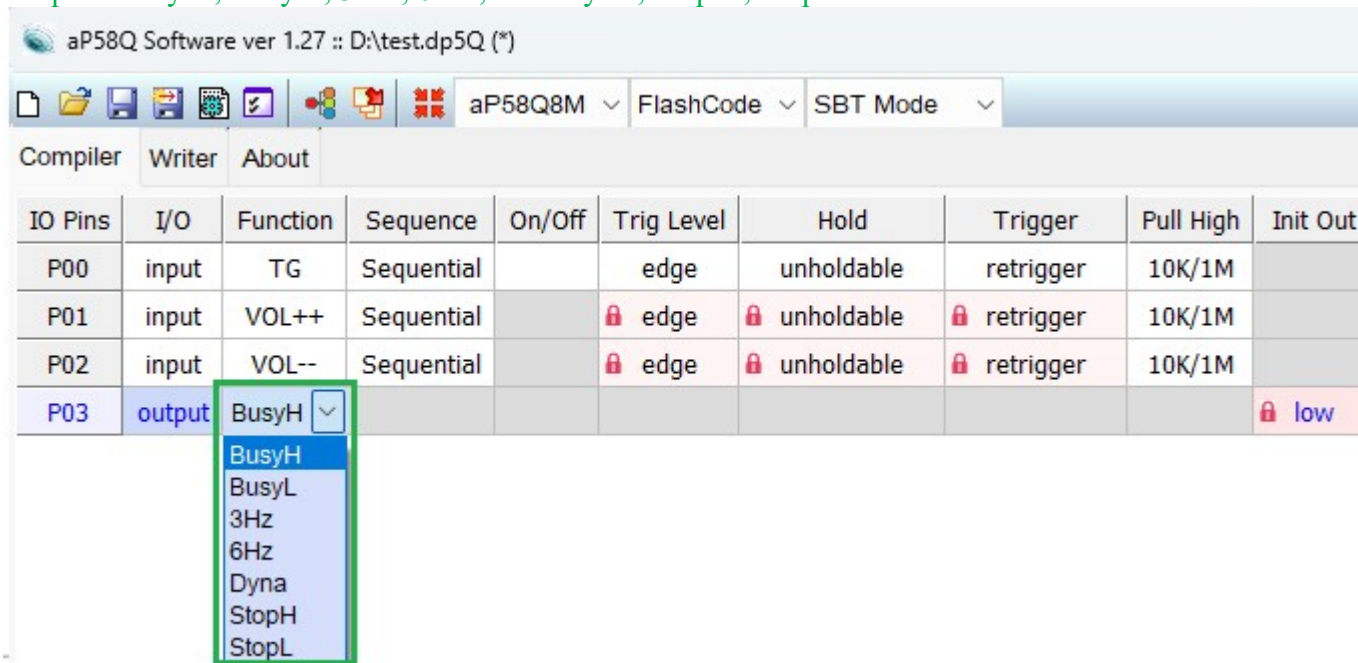 aP58Q Software ver 1.27 :: D:\test.dp5Q (*)
aP58Q8M FlashCode SBT Mode
Compiler Writer About
IO Pins I/O Function Sequence On/Off Trig Level Hold Trigger Pull High Init Out
P00 input TG Sequential edge unholdable retrigger 10K/1M
P01 input VOL++ Sequential edge unholdable retrigger 10K/1M
P02 input VOL-- Sequential edge unholdable retrigger 10K/1M
P03 output BusyH low
BusyH
BusyL
3Hz
6Hz
Dyna
StopH
StopL